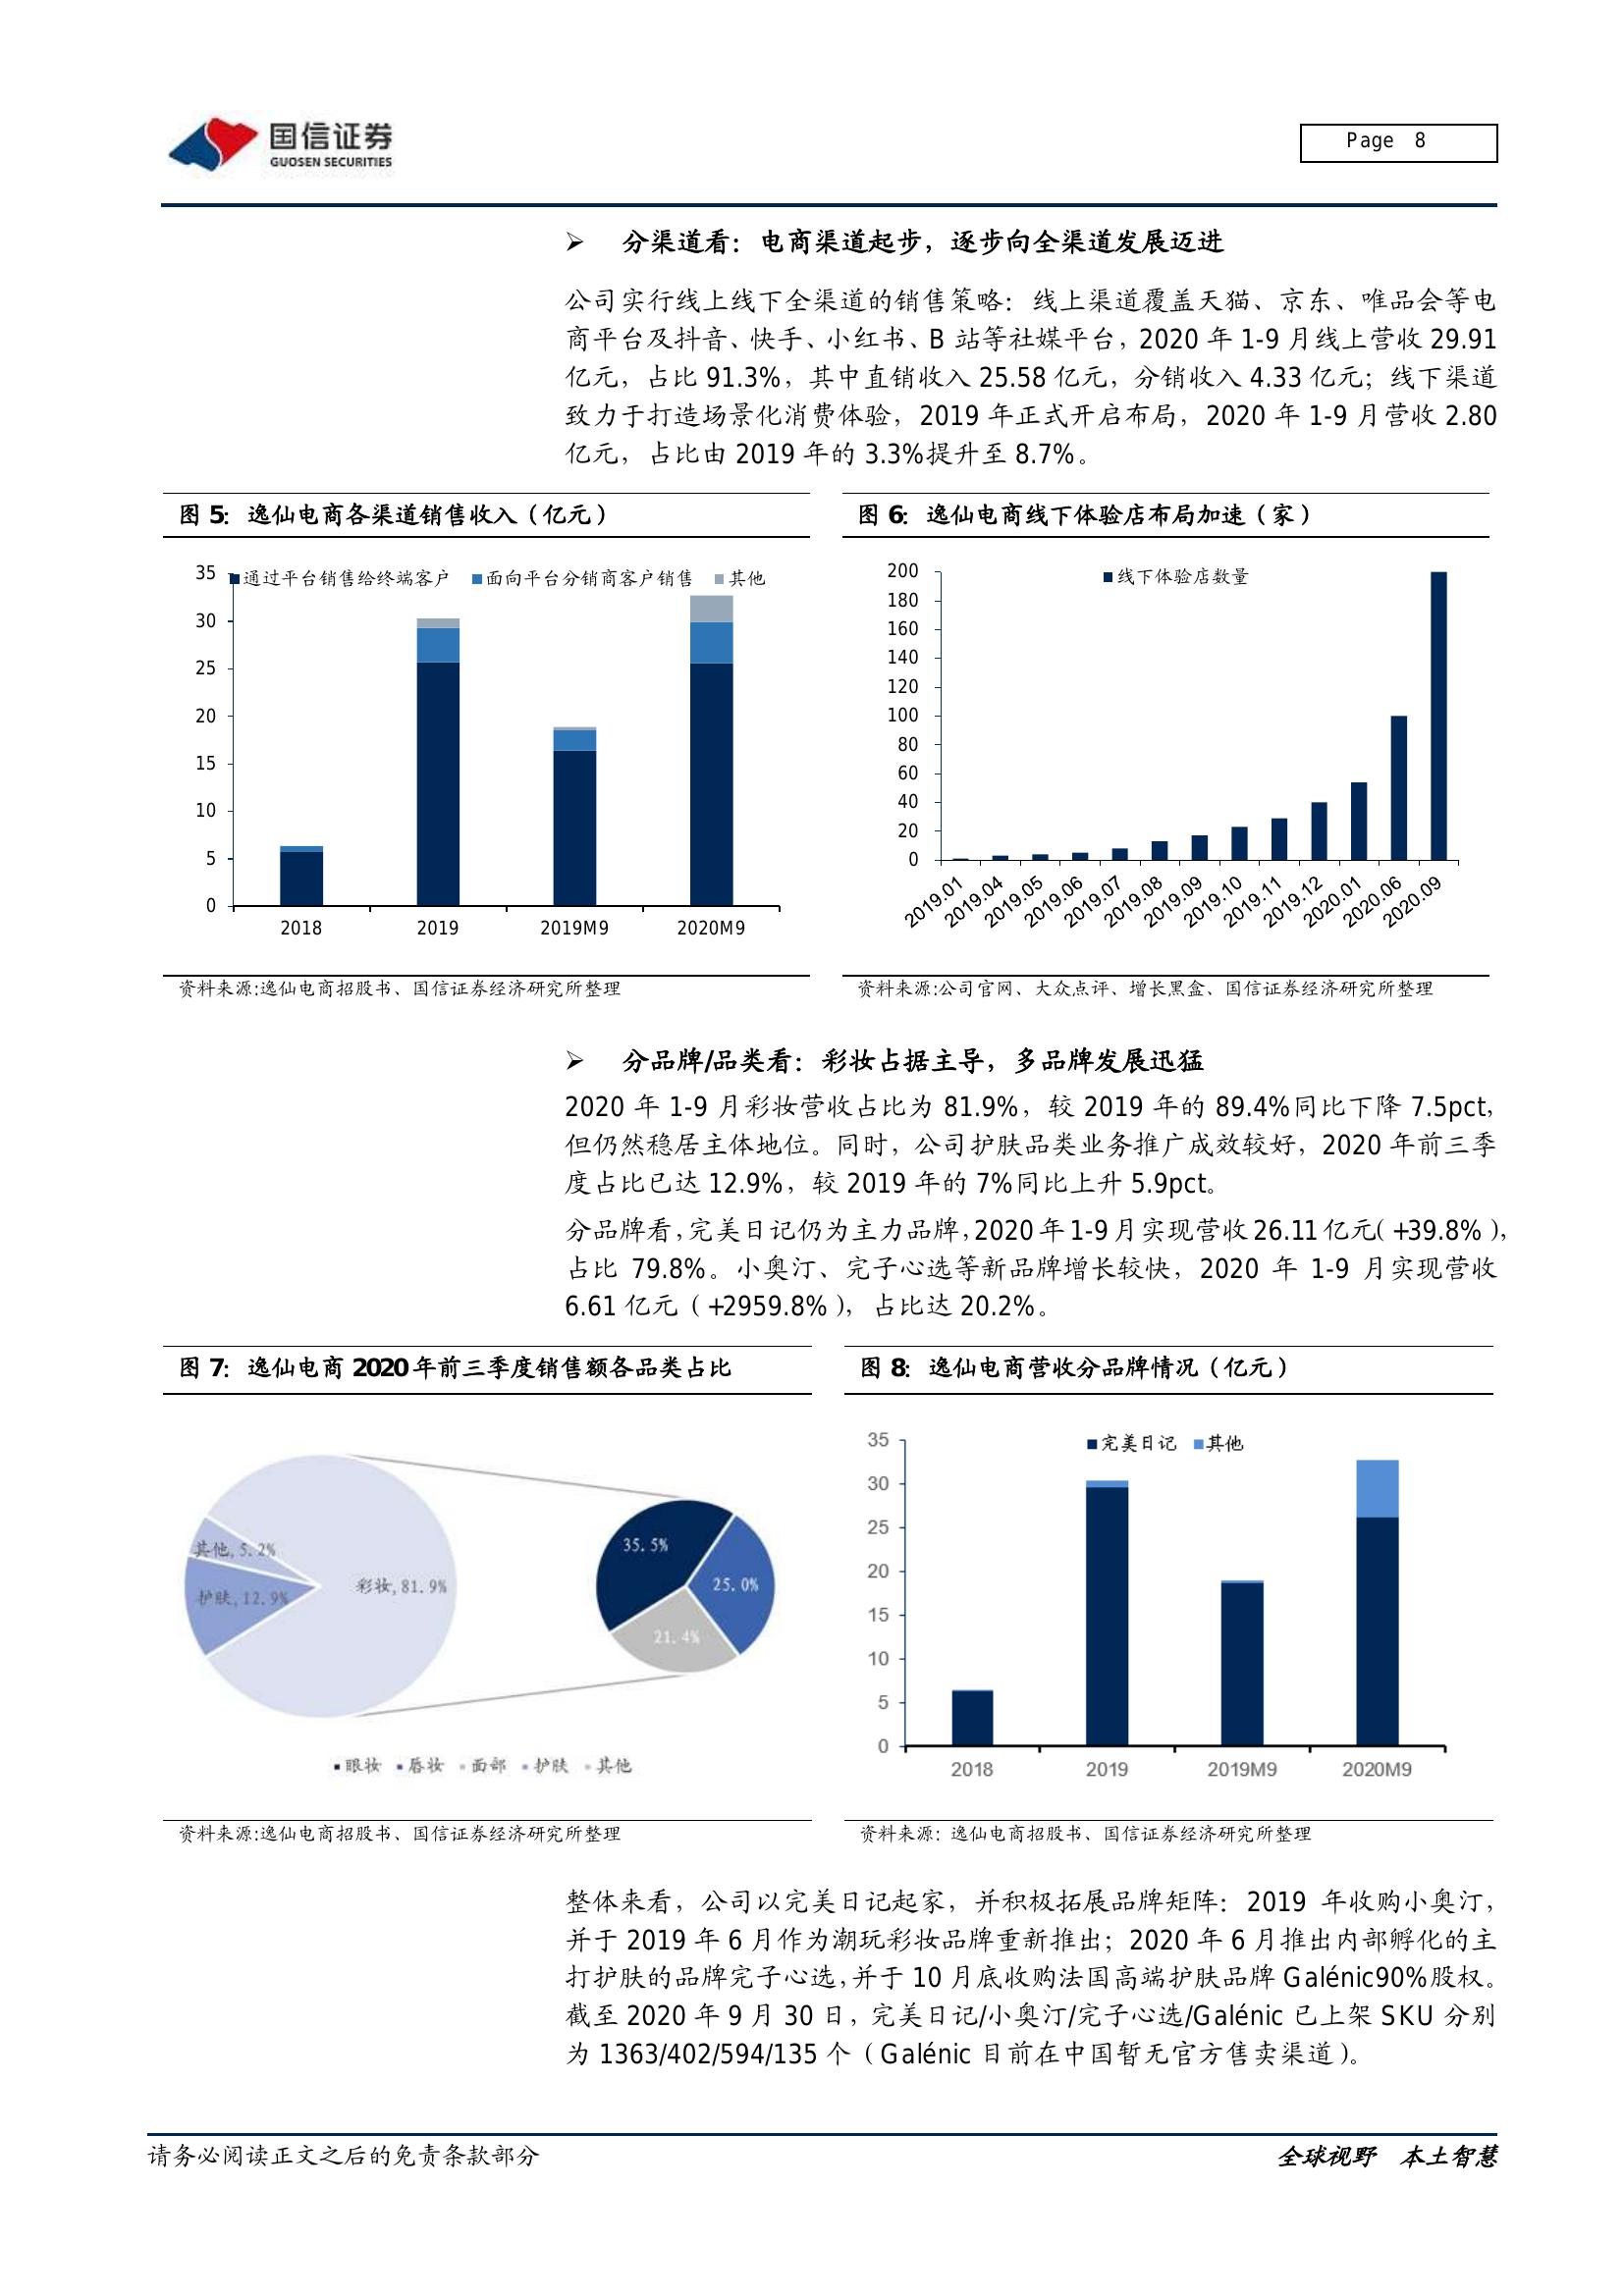 国信证券
GUOSEN SECURITIES
Page 8
➢ 分渠道看：电商渠道起步，逐步向全渠道发展迈进
公司实行线上线下全渠道的销售策略：线上渠道覆盖天猫、京东、唯品会等电
商平台及抖音、快手、小红书、B 站等社媒平台，2020 年 1-9 月线上营收 29.91
亿元，占比 91.3%，其中直销收入 25.58 亿元，分销收入 4.33 亿元；线下渠道
致力于打造场景化消费体验，2019 年正式开启布局，2020 年 1-9 月营收 2.80
亿元，占比由 2019 年的 3.3%提升至 8.7%。
图 5：逸仙电商各渠道销售收入（亿元）
通过平台销售给终端客户 面向平台分销商客户销售 其他
35
30
25
20
15
10
5
0
2018 2019 2019M9 2020M9
资料来源:逸仙电商招股书、国信证券经济研究所整理
图 6：逸仙电商线下体验店布局加速（家）
线下体验店数量
200
180
160
140
120
100
80
60
40
20
0
2019.01 2019.04 2019.05 2019.06 2019.07 2019.08 2019.09 2019.10 2019.11 2019.12 2020.01 2020.06 2020.09
资料来源:公司官网、大众点评、增长黑盒、国信证券经济研究所整理
➢ 分品牌/品类看：彩妆占据主导，多品牌发展迅猛
2020 年 1-9 月彩妆营收占比为 81.9%，较 2019 年的 89.4%同比下降 7.5pct，
但仍然稳居主体地位。同时，公司护肤品类业务推广成效较好，2020 年前三季
度占比已达 12.9%，较 2019 年的 7%同比上升 5.9pct。
分品牌看，完美日记仍为主力品牌，2020 年 1-9 月实现营收 26.11 亿元（+39.8%），
占比 79.8%。小奥汀、完子心选等新品牌增长较快，2020 年 1-9 月实现营收
6.61 亿元（+2959.8%），占比达 20.2%。
图 7：逸仙电商 2020 年前三季度销售额各品类占比
其他, 5.2%
护肤, 12.9%
彩妆, 81.9%
35.5%
25.0%
21.4%
眼妆 唇妆 面部 护肤 其他
资料来源:逸仙电商招股书、国信证券经济研究所整理
图 8：逸仙电商营收分品牌情况（亿元）
完美日记 其他
35
30
25
20
15
10
5
0
2018 2019 2019M9 2020M9
资料来源：逸仙电商招股书、国信证券经济研究所整理
整体来看，公司以完美日记起家，并积极拓展品牌矩阵：2019 年收购小奥汀，
并于 2019 年 6 月作为潮玩彩妆品牌重新推出；2020 年 6 月推出内部孵化的主
打护肤的品牌完子心选，并于 10 月底收购法国高端护肤品牌 Galénic90%股权。
截至 2020 年 9 月 30 日，完美日记/小奥汀/完子心选/Galénic 已上架 SKU 分别
为 1363/402/594/135 个（Galénic 目前在中国暂无官方售卖渠道）。
请务必阅读正文之后的免责条款部分
全球视野 本土智慧